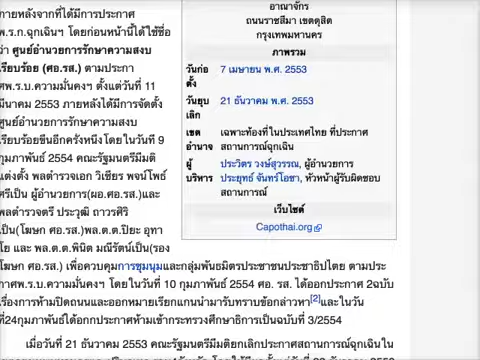 ภายหลังจากที่ได้มีการประกาศ
พ.ร.ก.ฉุกเฉินฯ โดยก่อนหน้านี้ได้ใช้ชื่อ
ว่า ศูนย์อำนวยการรักษาความสงบ
เรียบร้อย (ศอ.รส.) ตามประกา
ศพ.ร.บ.ความมั่นคงฯ ตั้งแต่วันที่ 11
มีนาคม 2553 ภายหลังได้มีการจัดตั้ง
ศูนย์อำนวยการรักษาความสงบ
เรียบร้อยขึ้นอีกครั้งหนึ่ง โดยในวันที่ 9
กุมภาพันธ์ 2554 คณะรัฐมนตรีมีมติ
แต่งตั้ง พลตำรวจเอก วิเชียร พจน์โพธิ์
ศรีเป็น ผู้อำนวยการ(ผอ.ศอ.รส.)และ
พลตำรวจตรี ประวุฒิ ถาวรศิริ
เป็น(โฆษก ศอ.รส.)พล.ต.ต.ปิยะ อุทา
โย และ พล.ต.ต.พินิต มณีรัตน์เป็น(รอง
โฆษก ศอ.รส.) เพื่อควบคุมการชุมนุมและกลุ่มพันธมิตรประชาชนประชาธิปไตย ตามประ
กาศพ.ร.บ.ความมั่นคงฯ โดยในวันที่ 10 กุมภาพันธ์ 2554 ศอ. รส. ได้ออกประกาศ 2ฉบับ
เรื่องการห้ามปิดถนนและออกหมายเรียกแกนนำมารับทราบข้อกล่าวหา[2]และในวัน
ที่24กุมภาพันธ์ได้อกกประกาศห้ามเข้ากระทรวงศึกษาธิการเป็นฉบับที่ 3/2554
เมื่อวันที่ 21 ธันวาคม 2553 คณะรัฐมนตรีมีมติยกเลิกประกาศสถานการณ์ฉุกเฉินใน
อาณาจักร
ถนนราชสีมา เขตดุสิต
กรุงเทพมหานคร
ภาพรวม
วันก่อ
ตั้ง
7 เมษายน พ.ศ. 2553
วันยุบ
เลิก
21 ธันวาคม พ.ศ. 2553
เขต
อำนาจ
เฉพาะท้องที่ในประเทศไทย ที่ประกาศ
สถานการณ์ฉุกเฉิน
ผู้
บริหาร
ประวิตร วงษ์สุวรรณ, ผู้อำนวยการ
ประยุทธ์ จันทร์โอชา, หัวหน้าผู้รับผิดชอบ
สถานการณ์
เว็บไซต์
Capothai.org